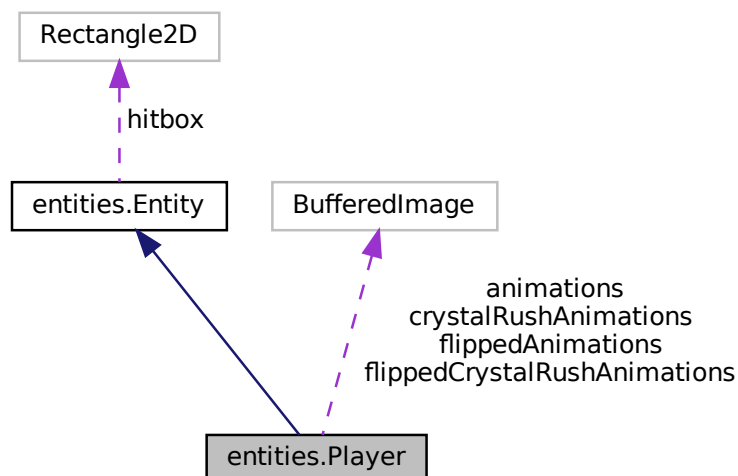 Rectangle2D
hitbox
entities.Entity
BufferedImage
animations
crystalRushAnimations
flippedAnimations
flippedCrystalRushAnimations
entities.Player